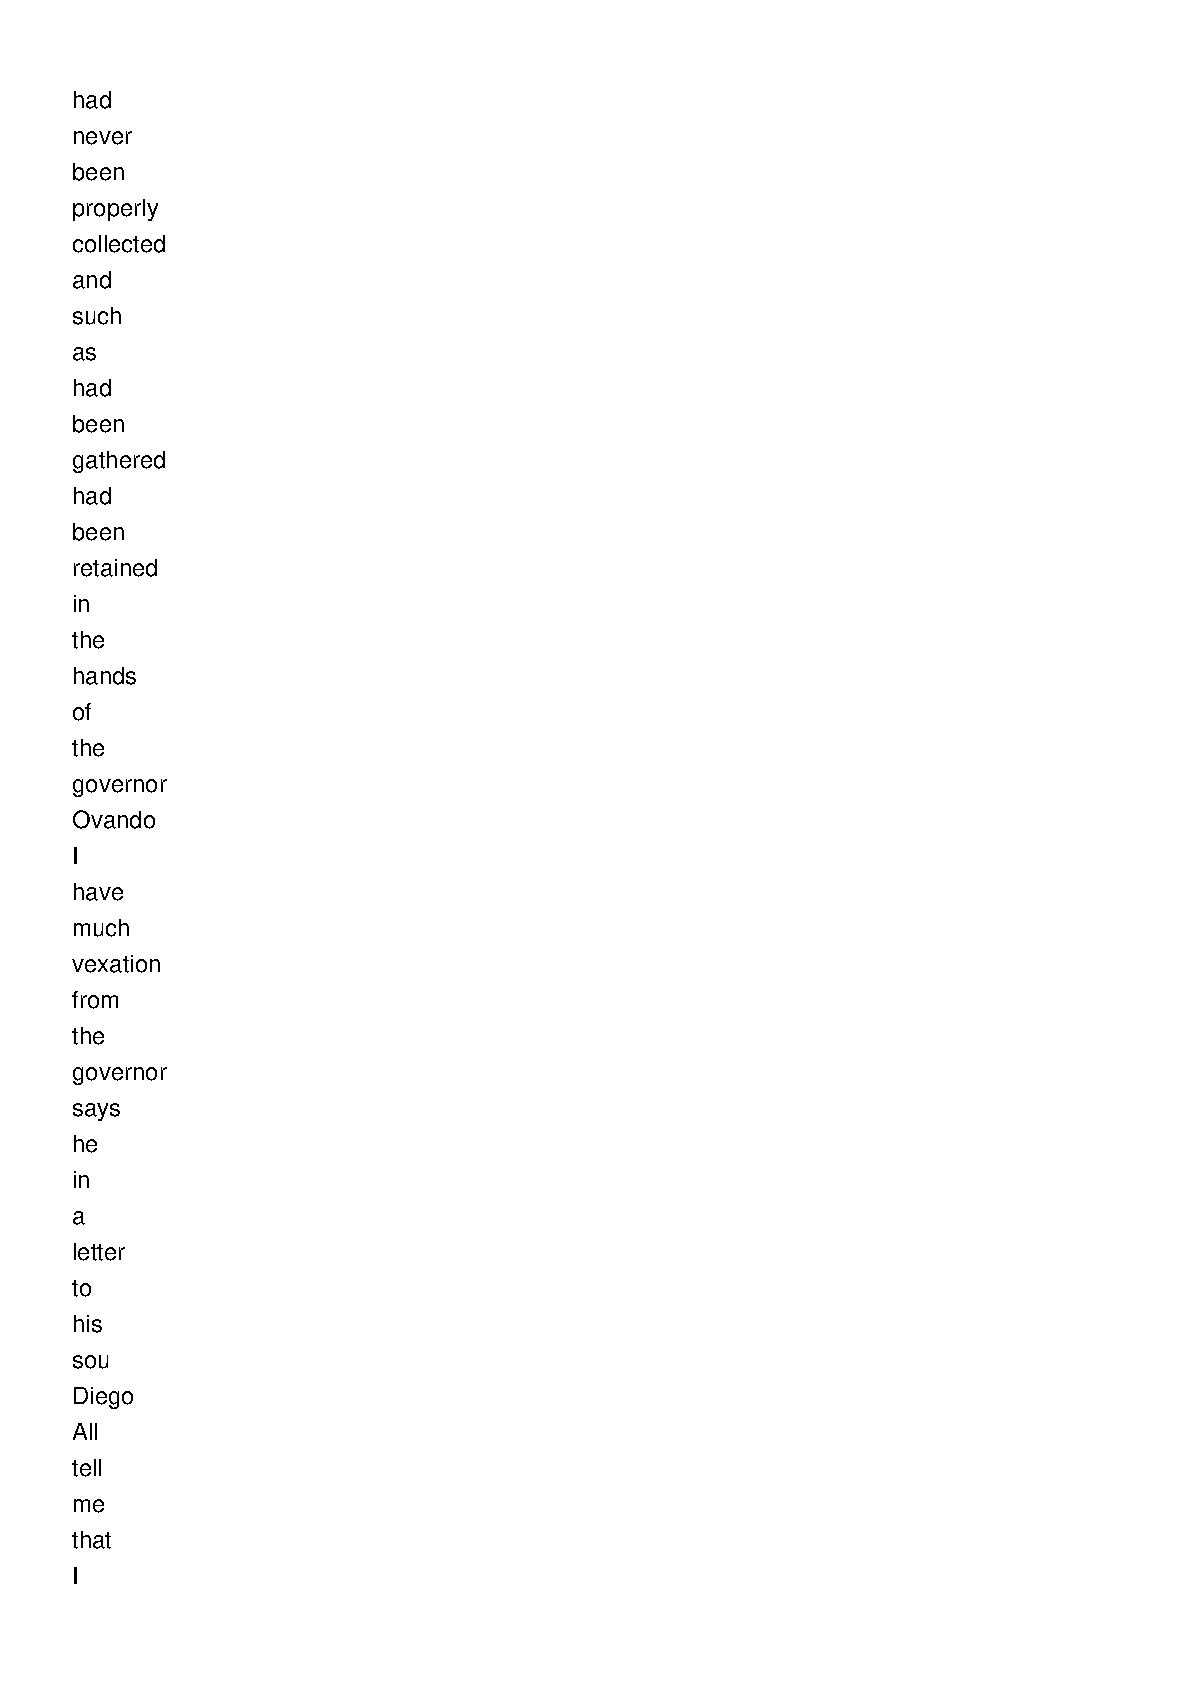 had
never
been
properly
collected
and
such
as
had
been
gathered
had
been
retained
in
the
hands
of
the
governor
Ovando
I
have
much
vexation
from
the
governor
says
he
in
a
letter
to
his
sou
Diego
All
tell
me
that
I